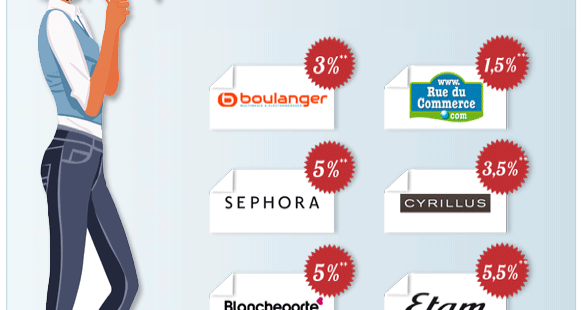 3%**
boulanger
1,5%**
www.
Rue du
Commerce
.com
5%**
SEPHORA
3,5%**
CYRILLUS
5%**
Blancheporte
5,5%**
Etam